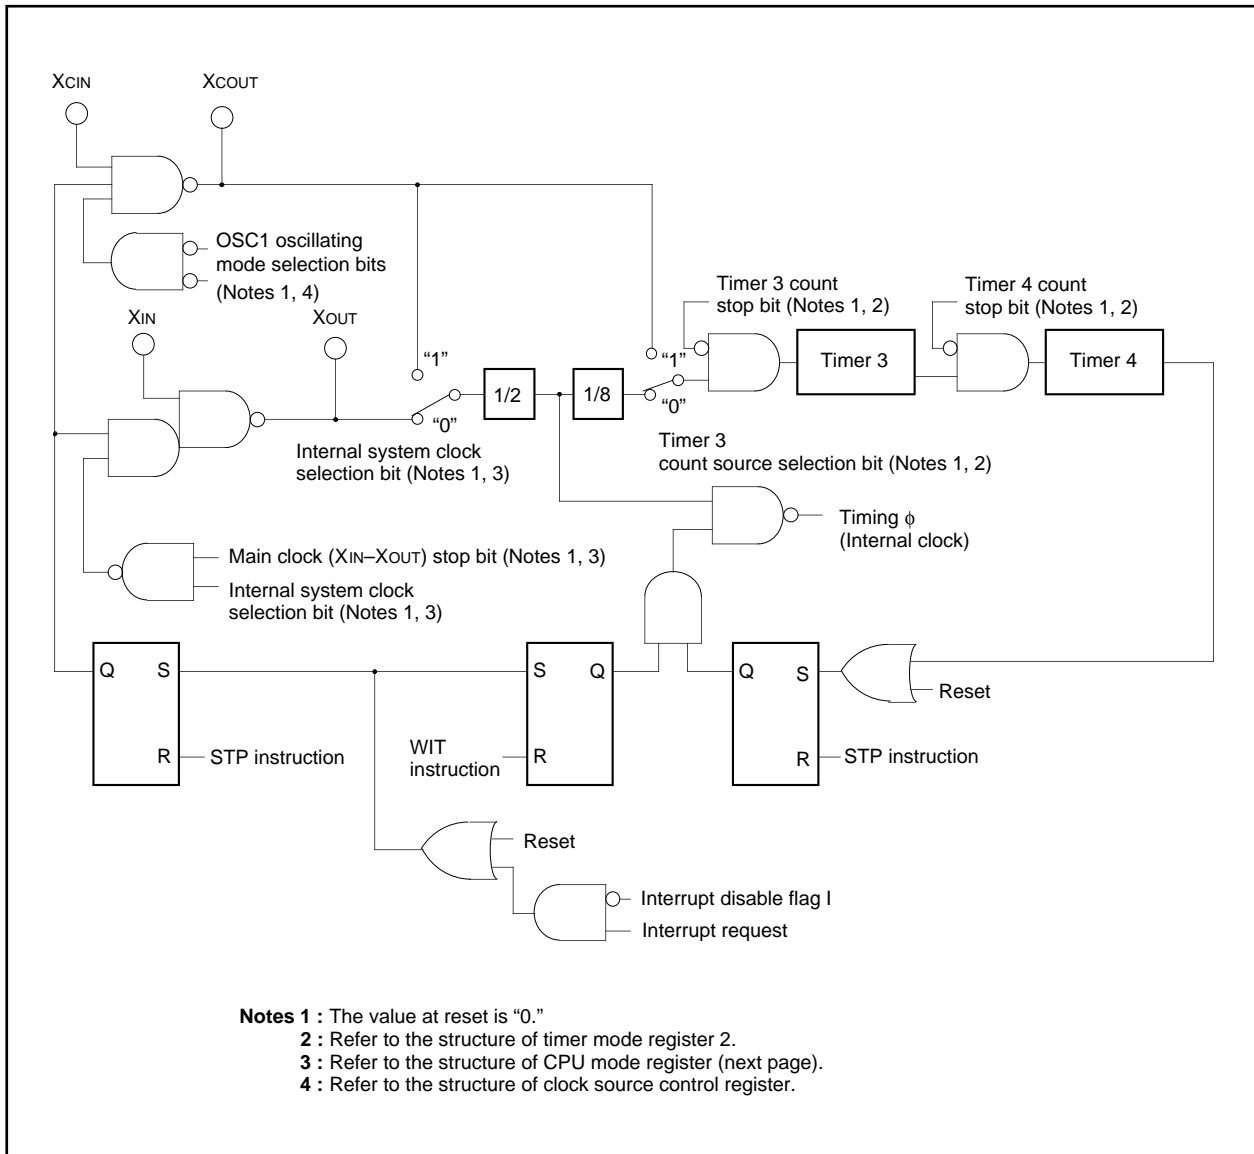 XCIN
XCOUT
OSC1 oscillating
mode selection bits
(Notes 1, 4)
XIN
XOUT
“1”
“0”
Internal system clock
selection bit (Notes 1, 3)
1/2
1/8
“1”
“0”
Timer 3
count source selection bit (Notes 1, 2)
Timer 3 count
stop bit (Notes 1, 2)
Timer 3
Timer 4 count
stop bit (Notes 1, 2)
Timer 4
Timing ϕ
(Internal clock)
Main clock (XIN–XOUT) stop bit (Notes 1, 3)
Internal system clock
selection bit (Notes 1, 3)
Q
S
R
STP instruction
S
Q
R
WIT
instruction
Q
S
R
Reset
STP instruction
Reset
Interrupt disable flag I
Interrupt request
Notes 1 : The value at reset is “0.”
2 : Refer to the structure of timer mode register 2.
3 : Refer to the structure of CPU mode register (next page).
4 : Refer to the structure of clock source control register.